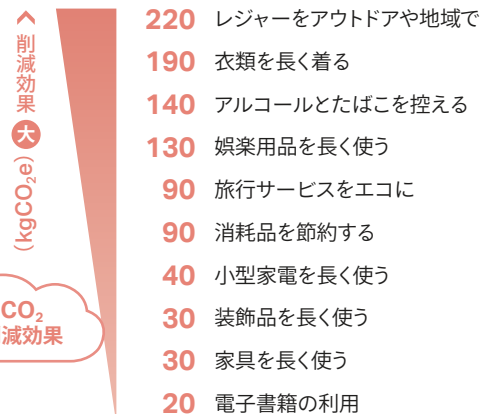 削減効果 大 (kgCO₂e)
220 レジャーをアウトドアや地域で
190 衣類を長く着る
140 アルコールとたばこを控える
130 娯楽用品を長く使う
90 旅行サービスをエコに
90 消耗品を節約する
40 小型家電を長く使う
30 装飾品を長く使う
30 家具を長く使う
20 電子書籍の利用
CO₂
減効果